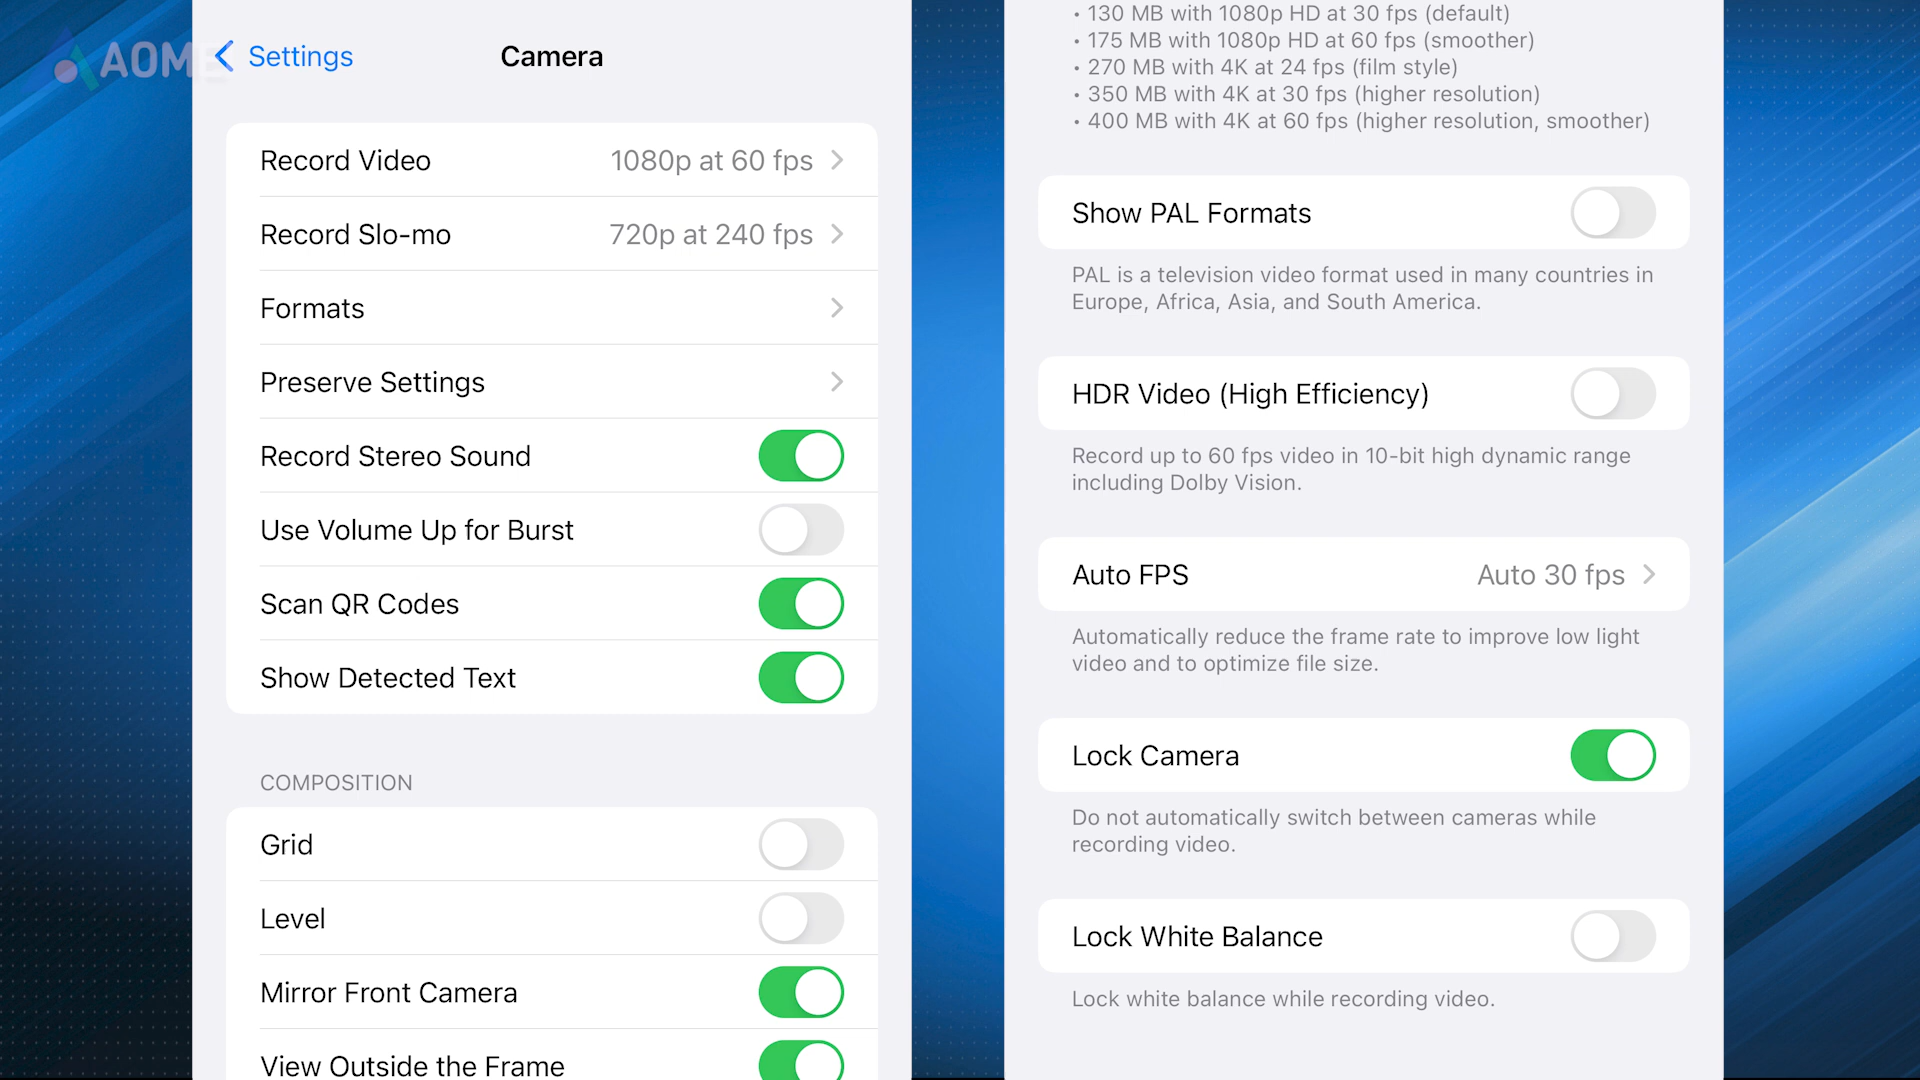 AOME
Settings
Camera
Record Video
1080p at 60 fps
Record Slo-mo
720p at 240 fps
Formats
Preserve Settings
Record Stereo Sound
Use Volume Up for Burst
Scan QR Codes
Show Detected Text
COMPOSITION
Grid
Level
Mirror Front Camera
View Outside the Frame
• 130 MB with 1080p HD at 30 fps (default)
• 175 MB with 1080p HD at 60 fps (smoother)
• 270 MB with 4K at 24 fps (film style)
• 350 MB with 4K at 30 fps (higher resolution)
• 400 MB with 4K at 60 fps (higher resolution, smoother)
Show PAL Formats
PAL is a television video format used in many countries in
Europe, Africa, Asia, and South America.
HDR Video (High Efficiency)
Record up to 60 fps video in 10-bit high dynamic range
including Dolby Vision.
Auto FPS
Auto 30 fps
Automatically reduce the frame rate to improve low light
video and to optimize file size.
Lock Camera
Do not automatically switch between cameras while
recording video.
Lock White Balance
Lock white balance while recording video.